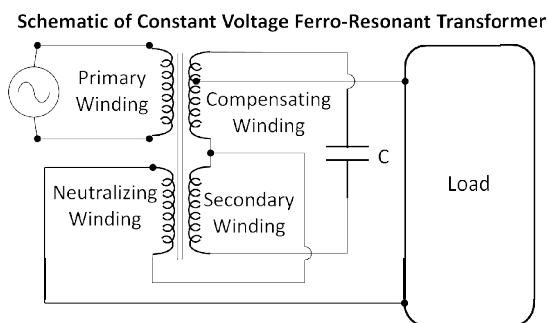 Schematic of Constant Voltage Ferro-Resonant Transformer
Primary
Winding
Compensating
Winding
C
Load
Neutralizing
Winding
Secondary
Winding